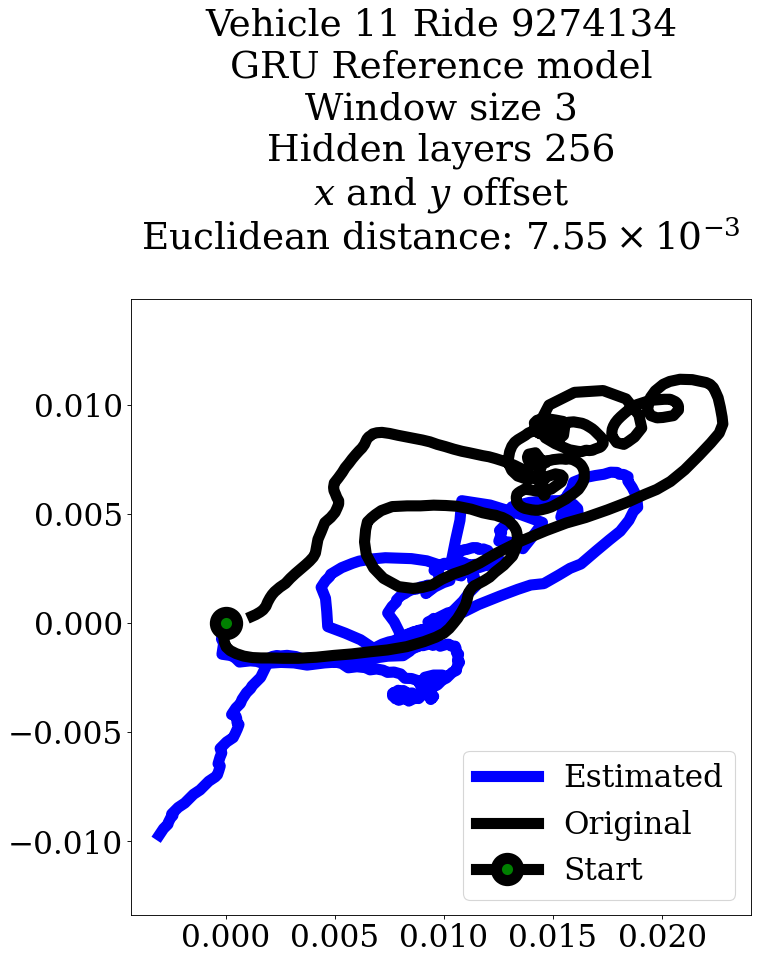 Vehicle 11 Ride 9274134
GRU Reference model
Window size 3
Hidden layers 256
x and y offset
Euclidean distance: 7.55 × 10⁻³
0.010
0.005
0.000
−0.005
−0.010
Estimated
Original
Start
0.000 0.005 0.010 0.015 0.020